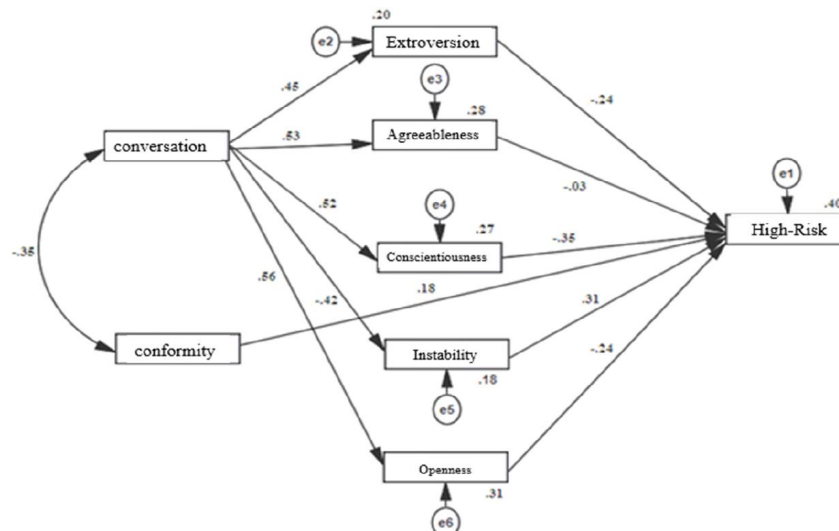 .20
e2
Extroversion
e3
.45
-.24
.28
Agreeableness
conversation
.53
-.03
e1
e4
.52
.40
.27
High-Risk
-.35
Conscientiousness
-.35
.56
.18
-.42
.31
conformity
Instability
-.24
.18
e5
Openness
.31
e6